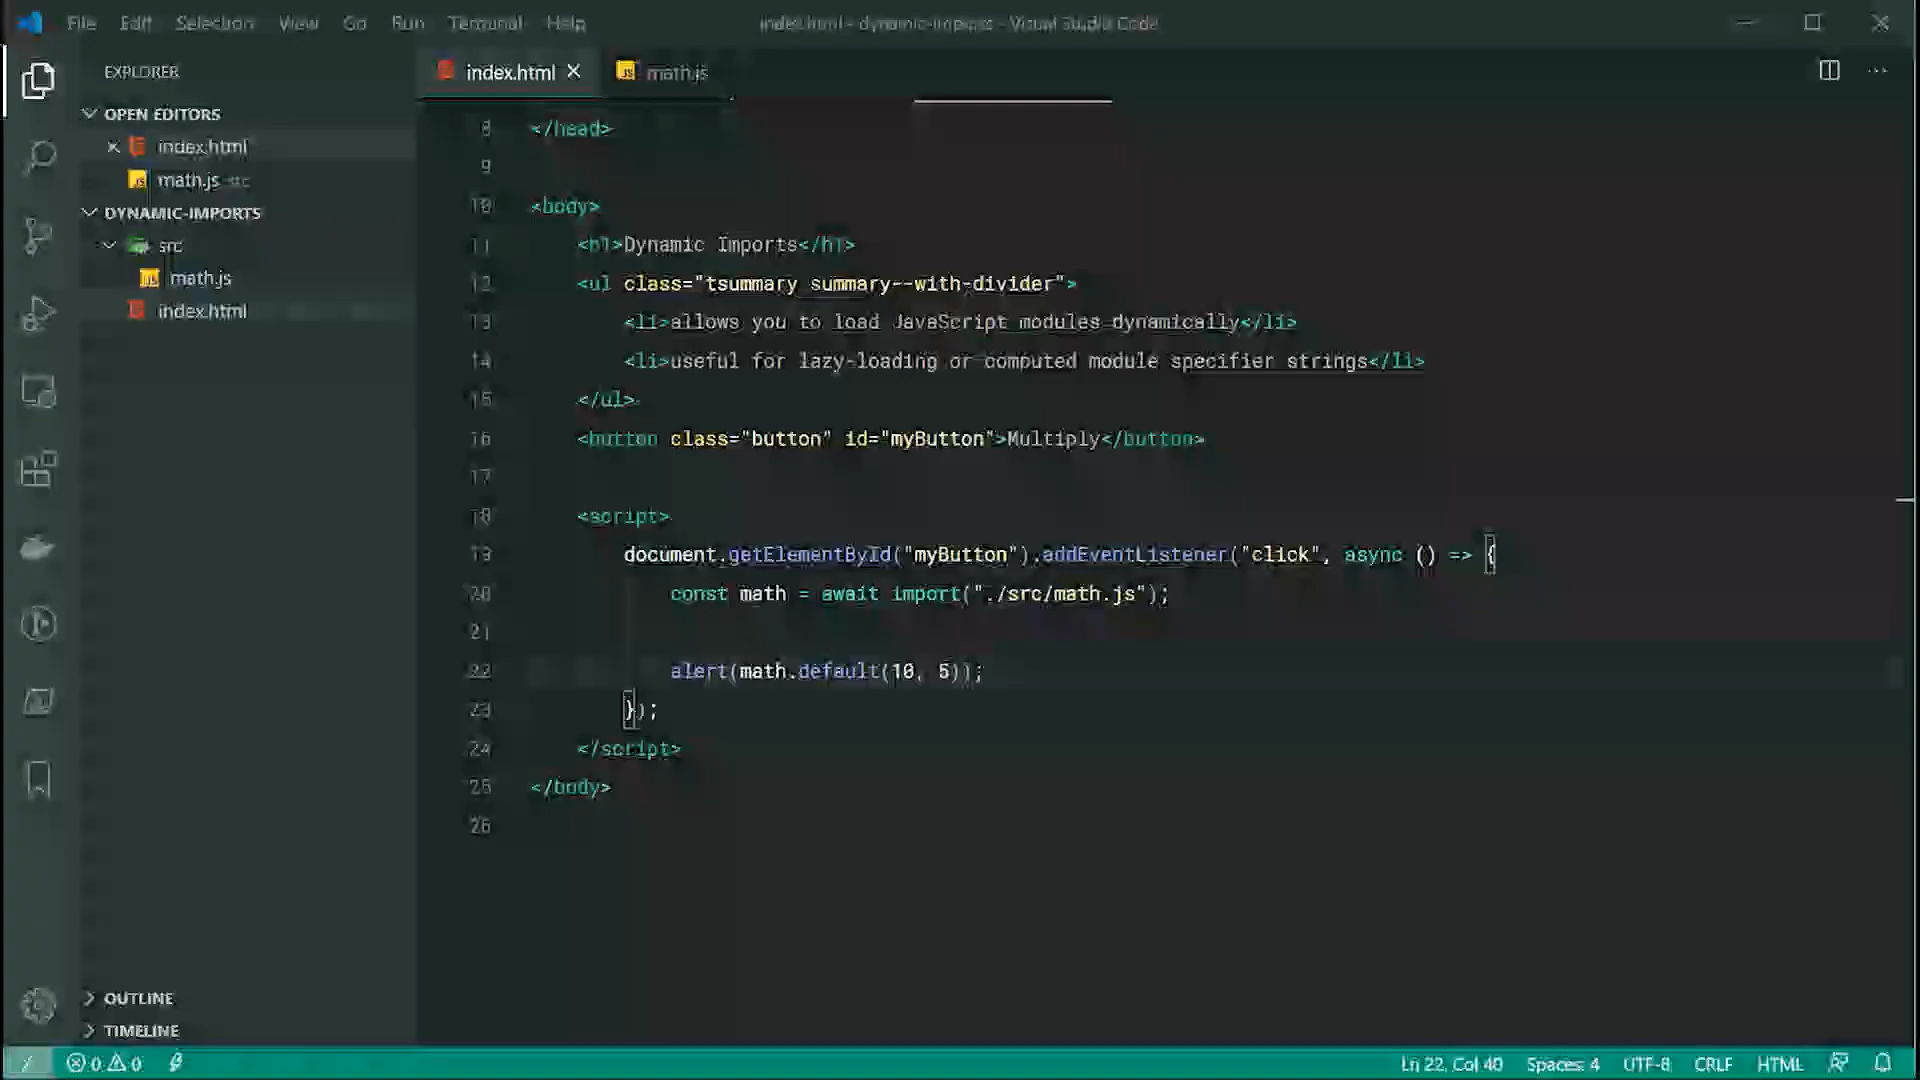 File Edit Selection View Go Run Terminal Help
index.html - dynamic-imports - Visual Studio Code
EXPLORER
OPEN EDITORS
index.html
math.js src
DYNAMIC-IMPORTS
src
math.js
index.html
OUTLINE
TIMELINE
index.html
math.js
8 </head>
9
10 <body>
11 <h1>Dynamic Imports</h1>
12 <ul class="tsummary summary--with-divider">
13 <li>allows you to load JavaScript modules dynamically</li>
14 <li>useful for lazy-loading or computed module specifier strings</li>
15 </ul>
16 <button class="button" id="myButton">Multiply</button>
17
18 <script>
19 document.getElementById("myButton").addEventListener("click", async () => {
20 const math = await import("./src/math.js");
21
22 alert(math.default(10, 5));
23 });
24 </script>
25 </body>
26
0 0
Ln 22, Col 40 Spaces: 4 UTF-8 CRLF HTML